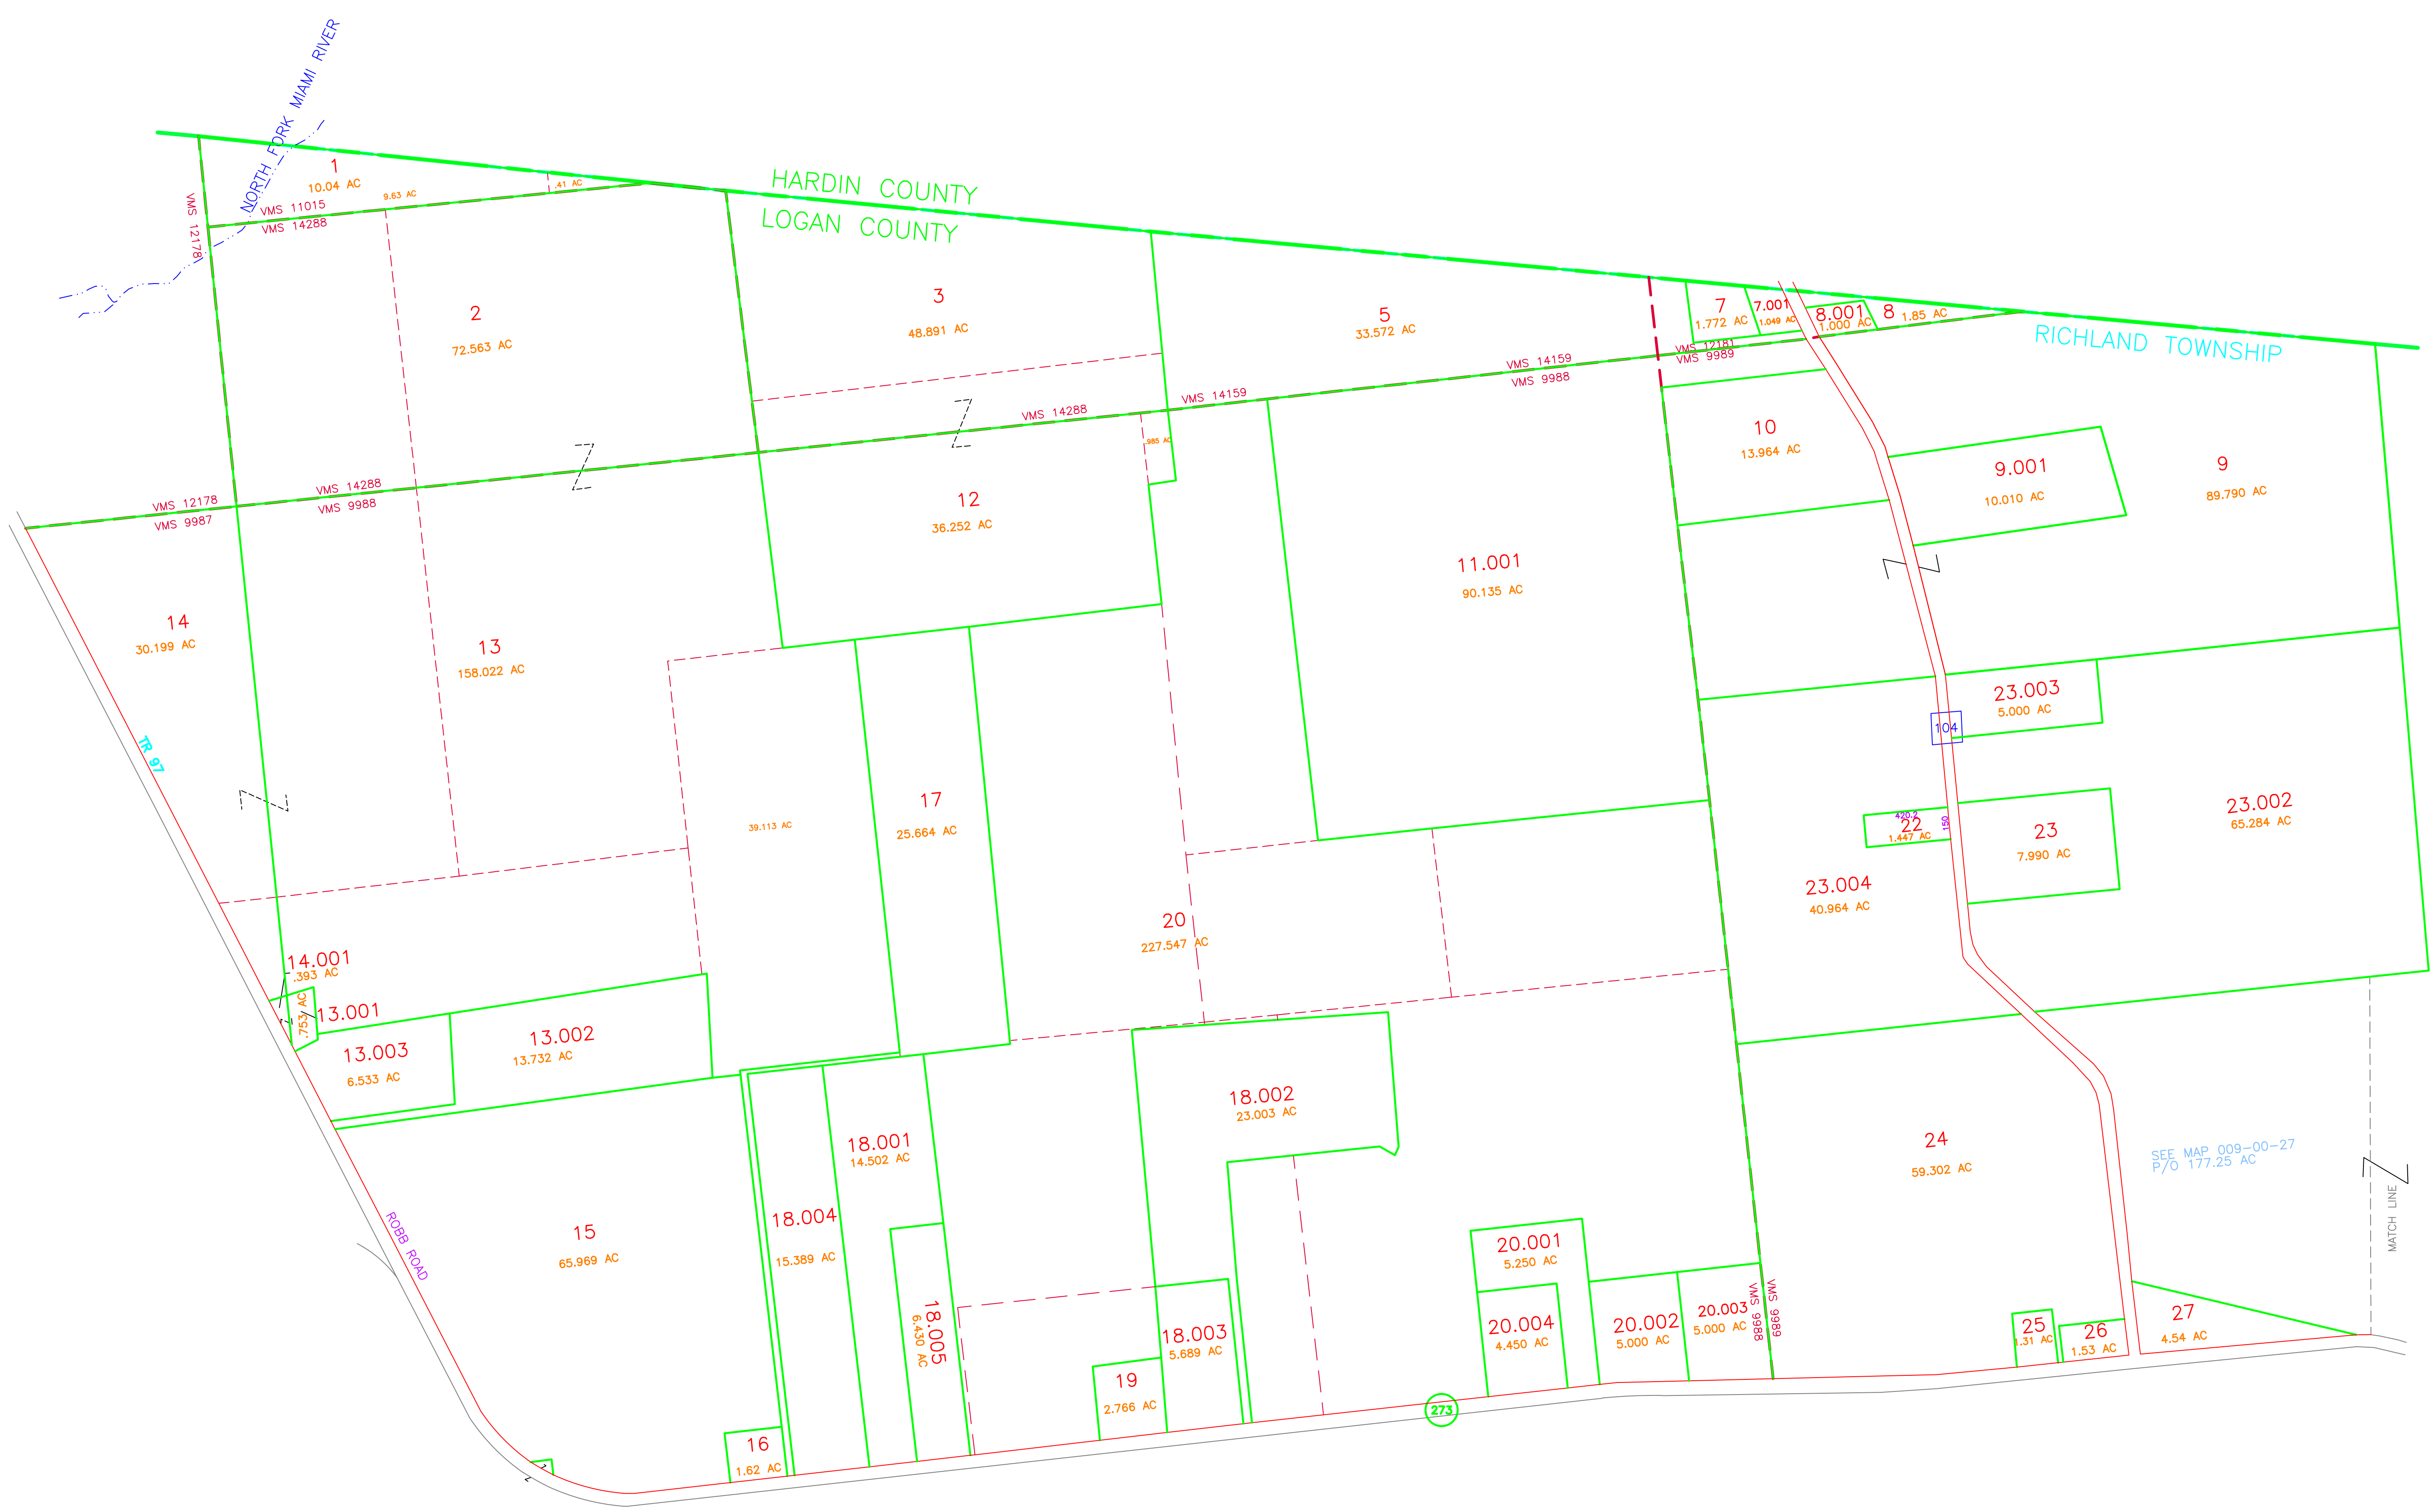 NORTH FORK MIAMI RIVER
1
10.04 AC
9.63 AC
.41 AC
VMS 11015
VMS 14288
VMS 12178
HARDIN COUNTY
LOGAN COUNTY
2
72.563 AC
3
48.891 AC
5
33.572 AC
7
1.772 AC
7.001
1.049 AC
8.001
1.000 AC
8
1.85 AC
RICHLAND TOWNSHIP
VMS 12181
VMS 9989
VMS 14159
VMS 9988
VMS 14159
VMS 14288
.985 AC
VMS 14288
VMS 9988
VMS 12178
VMS 9987
10
13.964 AC
9.001
10.010 AC
9
89.790 AC
12
36.252 AC
11.001
90.135 AC
14
30.199 AC
13
158.022 AC
TR 97
23.003
5.000 AC
104
39.113 AC
17
25.664 AC
420.2
22
1.447 AC
150
23
7.990 AC
23.002
65.284 AC
23.004
40.964 AC
20
227.547 AC
14.001
.393 AC
.753 AC
13.001
13.003
6.533 AC
13.002
13.732 AC
18.002
23.003 AC
18.001
14.502 AC
24
59.302 AC
SEE MAP 009-00-27
P/O 177.25 AC
MATCH LINE
ROBB ROAD
15
65.969 AC
18.004
15.389 AC
18.005
6.430 AC
20.001
5.250 AC
20.004
4.450 AC
20.002
5.000 AC
20.003
5.000 AC
VMS 9988
VMS 9989
18.003
5.689 AC
19
2.766 AC
25
1.31 AC
26
1.53 AC
27
4.54 AC
273
16
1.62 AC